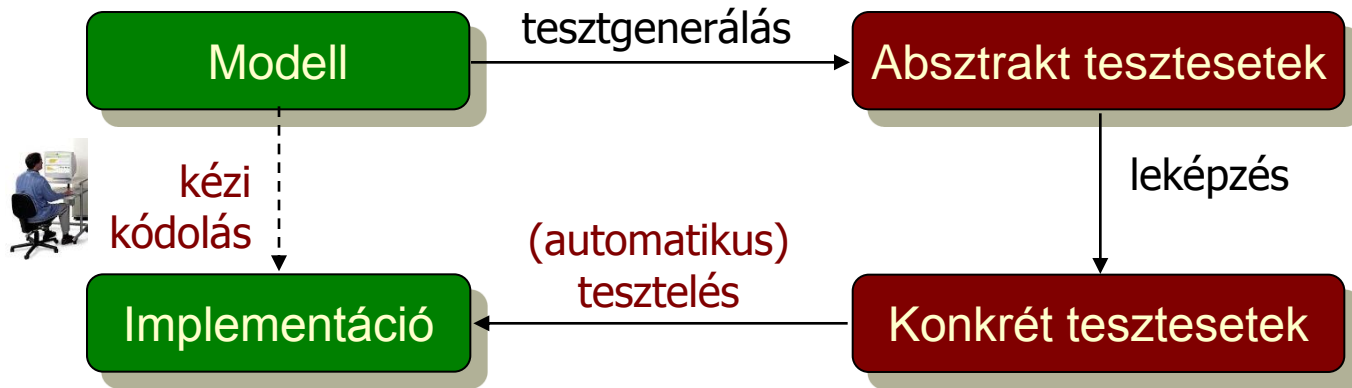 Modell
tesztgenerálás
Absztrakt tesztesetek
kézi
kódolás
leképzés
(automatikus)
tesztelés
Implementáció
Konkrét tesztesetek